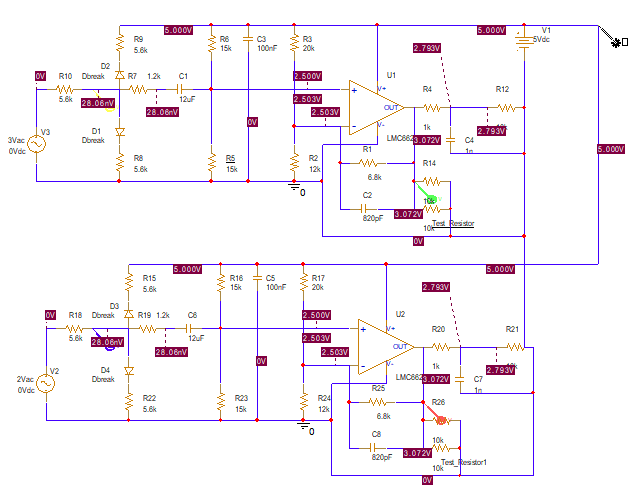 5.000V
5.000V
V1
5Vdc
R9
5.6k
R6
15k
C3
100nF
R3
20k
2.793V
0V
R10
5.6k
D2
Dbreak
R7
1.2k
C1
12uF
28.06nV
28.06nV
2.500V
2.503V
2.503V
U1
+
-
V+
V-
OUT
LMC662
R4
1k
R12
10k
2.793V
3.072V
C4
1n
V3
3Vac
0Vdc
D1
Dbreak
0V
5.000V
R8
5.6k
R5
15k
R2
12k
R1
6.8k
R14
10k
C2
820pF
3.072V
Test_Resistor
10k
0
0V
5.000V
5.000V
R15
5.6k
R16
15k
C5
100nF
R17
20k
2.793V
0V
R18
5.6k
D3
Dbreak
R19
1.2k
C6
12uF
28.06nV
28.06nV
2.500V
2.503V
2.503V
U2
+
-
V+
V-
OUT
LMC662
R20
1k
R21
10k
2.793V
3.072V
C7
1n
V2
2Vac
0Vdc
D4
Dbreak
0V
R22
5.6k
R23
15k
R24
12k
R25
6.8k
R26
10k
C8
820pF
3.072V
Test_Resistor1
10k
0
0V